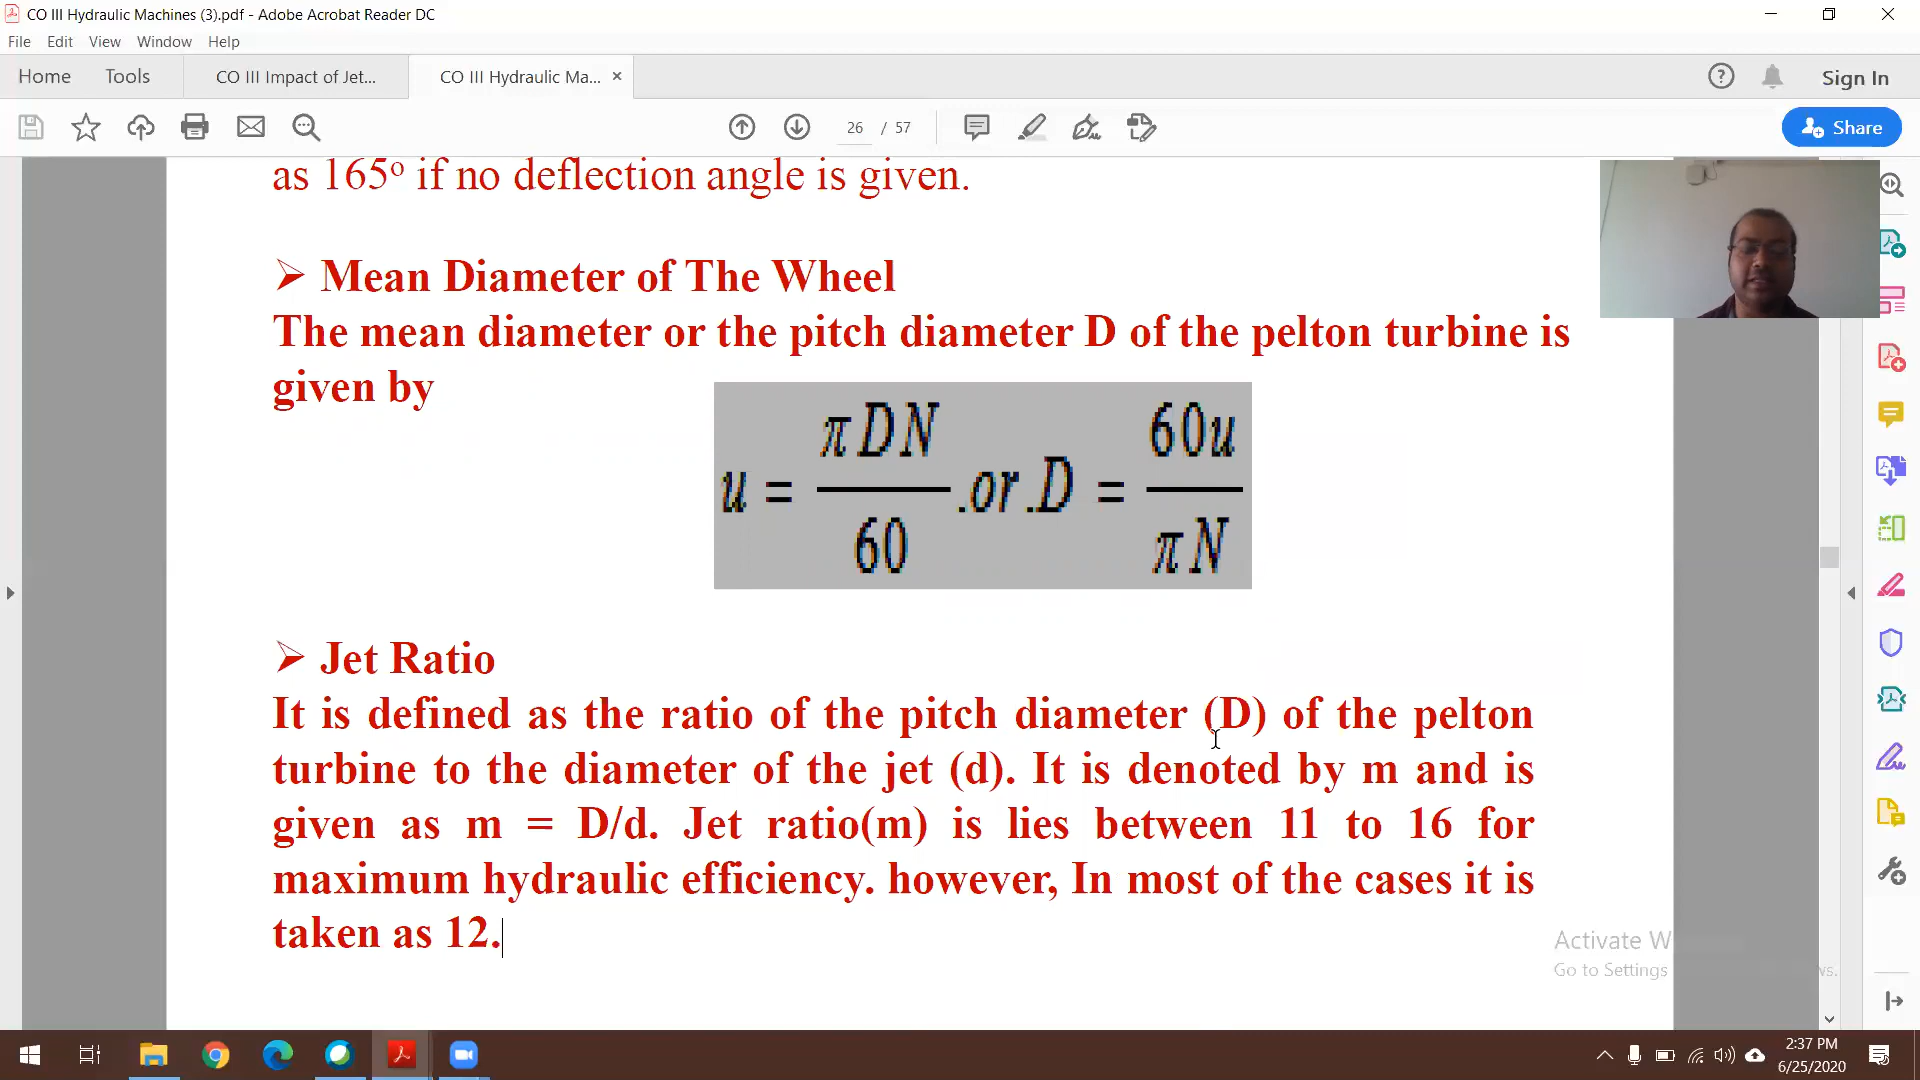 CO III Hydraulic Machines (3).pdf - Adobe Acrobat Reader DC
File Edit View Window Help
Home Tools CO III Impact of Jet... CO III Hydraulic Ma... × Sign In
26 / 57 Share
as 165° if no deflection angle is given.
➢ Mean Diameter of The Wheel
The mean diameter or the pitch diameter D of the pelton turbine is
given by
u = πDN/60 .or .D = 60u/πN
➢ Jet Ratio
It is defined as the ratio of the pitch diameter (D) of the pelton
turbine to the diameter of the jet (d). It is denoted by m and is
given as m = D/d. Jet ratio(m) is lies between 11 to 16 for
maximum hydraulic efficiency. however, In most of the cases it is
taken as 12.
Activate W
Go to Settings ws.
2:37 PM
6/25/2020